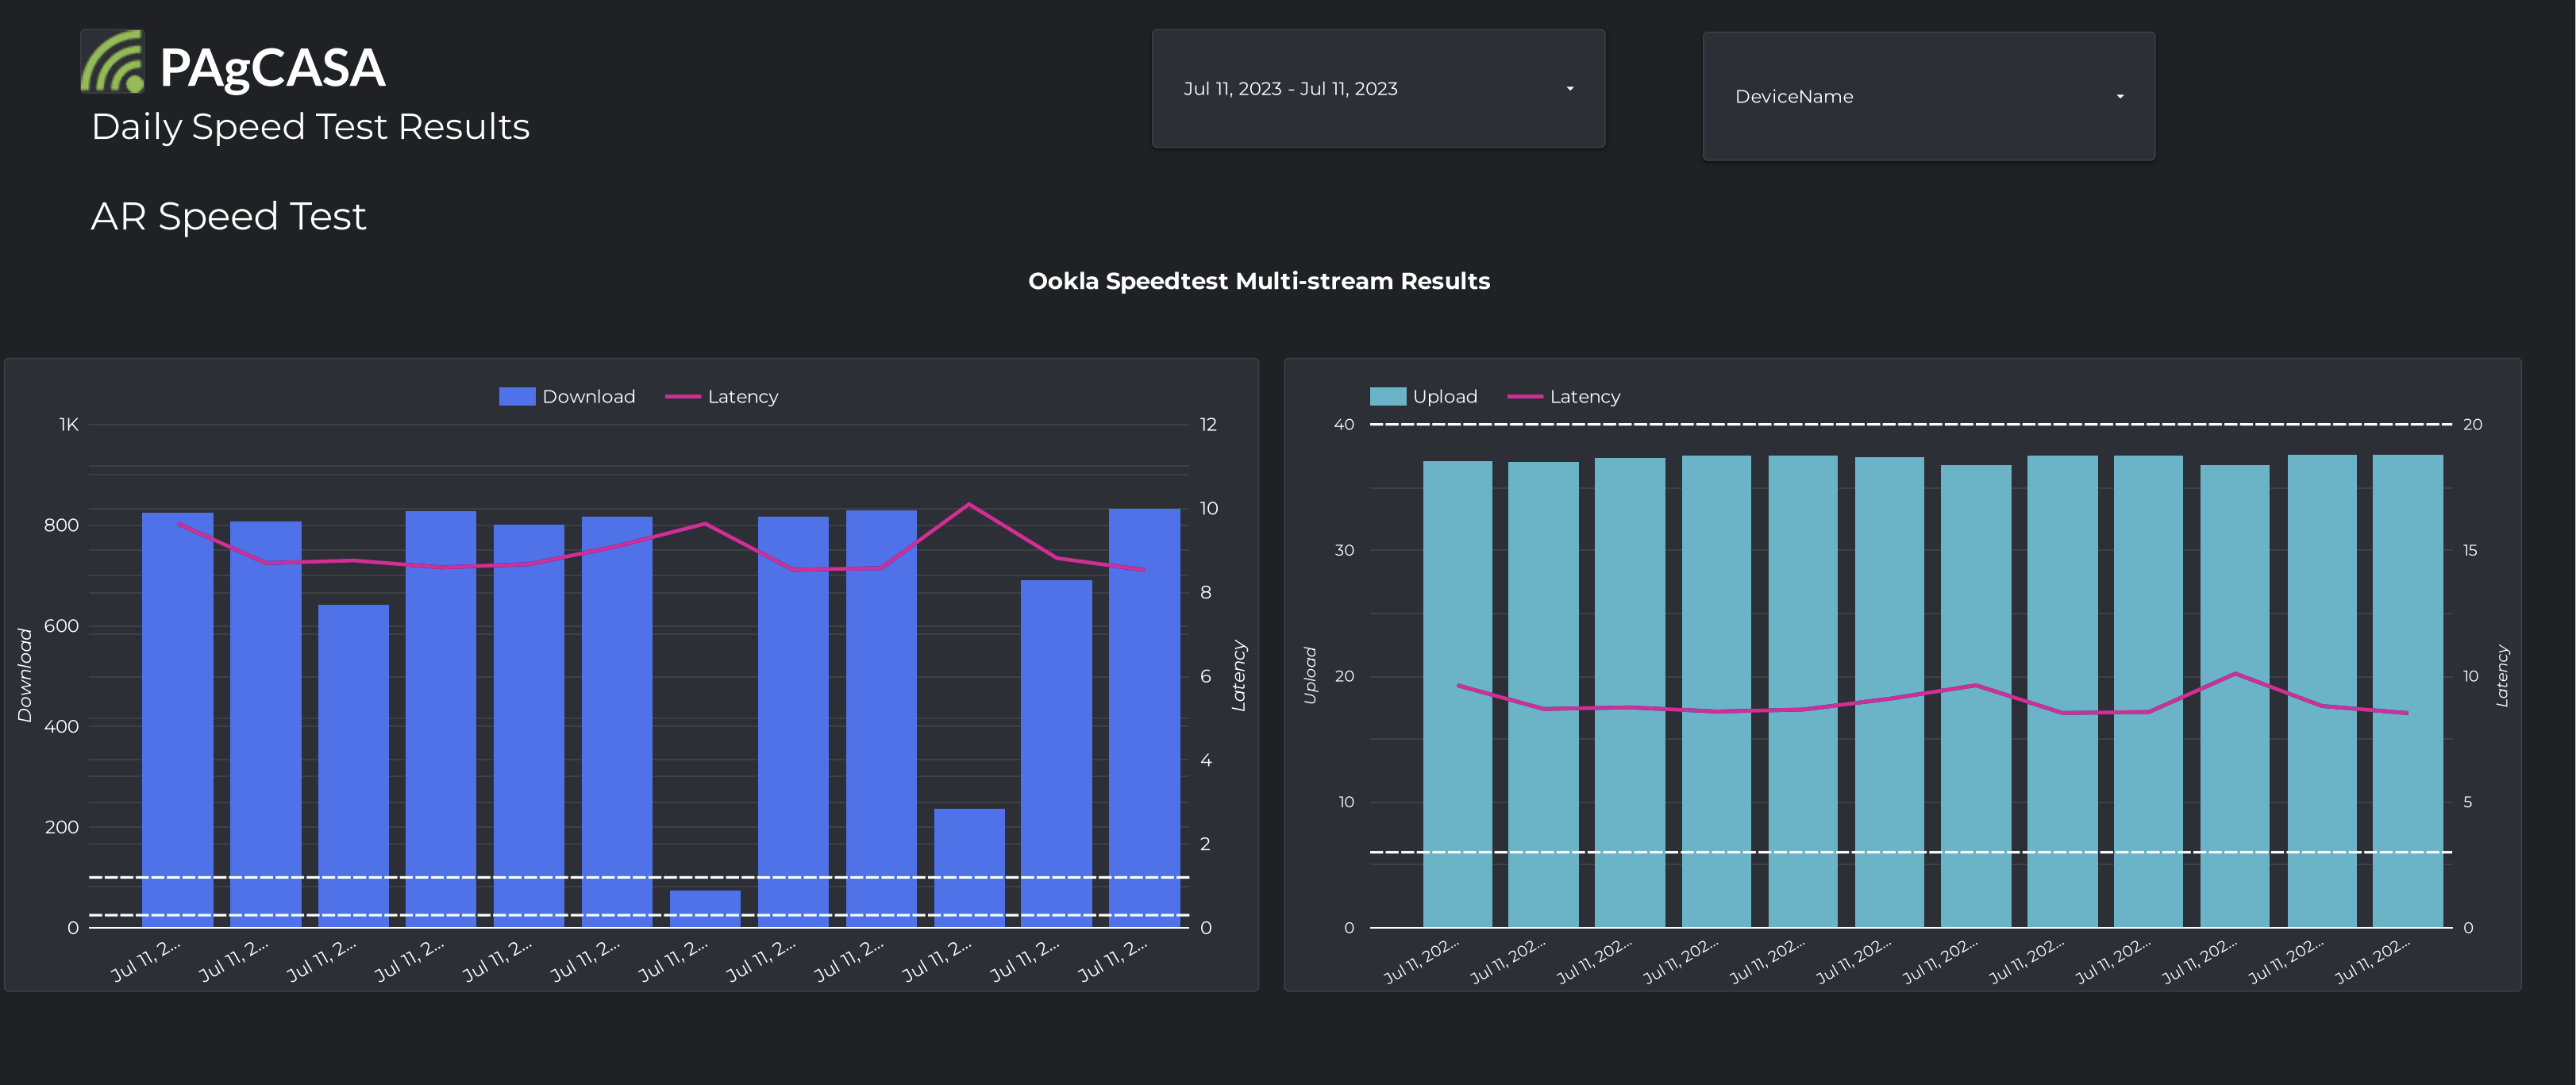 PAgCASA
Daily Speed Test Results
AR Speed Test
Jul 11, 2023 - Jul 11, 2023
DeviceName
Ookla Speedtest Multi-stream Results
Download Latency
1K
800
600
400
200
0
12
10
8
6
4
2
0
Download
Latency
Jul 11, 2...
Jul 11, 2...
Jul 11, 2...
Jul 11, 2...
Jul 11, 2...
Jul 11, 2...
Jul 11, 2...
Jul 11, 2...
Jul 11, 2...
Jul 11, 2...
Jul 11, 2...
Jul 11, 2...
Upload Latency
40
30
20
10
0
20
15
10
5
0
Upload
Latency
Jul 11, 202...
Jul 11, 202...
Jul 11, 202...
Jul 11, 202...
Jul 11, 202...
Jul 11, 202...
Jul 11, 202...
Jul 11, 202...
Jul 11, 202...
Jul 11, 202...
Jul 11, 202...
Jul 11, 202...